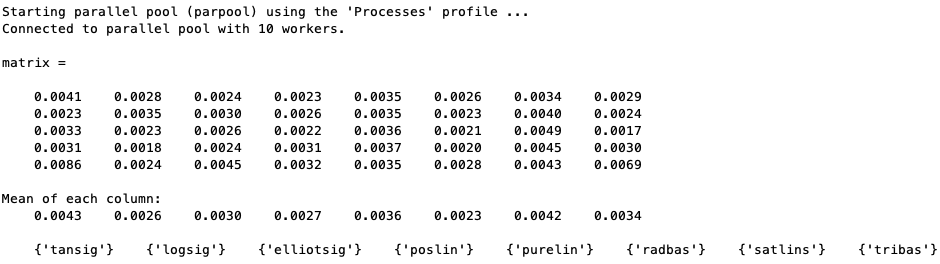 Starting parallel pool (parpool) using the 'Processes' profile ...
Connected to parallel pool with 10 workers.
matrix =
0.0041 0.0028 0.0024 0.0023 0.0035 0.0026 0.0034 0.0029
0.0023 0.0035 0.0030 0.0026 0.0035 0.0023 0.0040 0.0024
0.0033 0.0023 0.0026 0.0022 0.0036 0.0021 0.0049 0.0017
0.0031 0.0018 0.0024 0.0031 0.0037 0.0020 0.0045 0.0030
0.0086 0.0024 0.0045 0.0032 0.0035 0.0028 0.0043 0.0069
Mean of each column:
0.0043 0.0026 0.0030 0.0027 0.0036 0.0023 0.0042 0.0034
{'tansig'} {'logsig'} {'elliotsig'} {'poslin'} {'purelin'} {'radbas'} {'satlins'} {'tribas'}